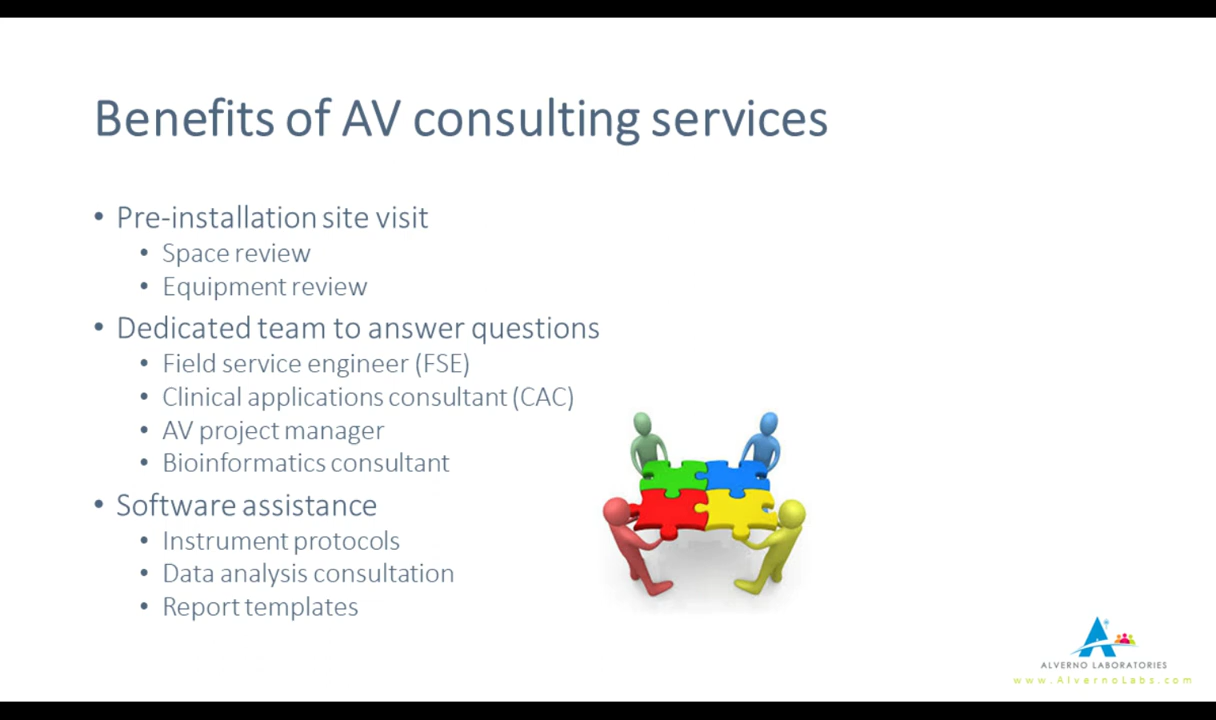 Benefits of AV consulting services
• Pre-installation site visit
• Space review
• Equipment review
• Dedicated team to answer questions
• Field service engineer (FSE)
• Clinical applications consultant (CAC)
• AV project manager
• Bioinformatics consultant
• Software assistance
• Instrument protocols
• Data analysis consultation
• Report templates
ALVERNO LABORATORIES
www.AlvernoLabs.com